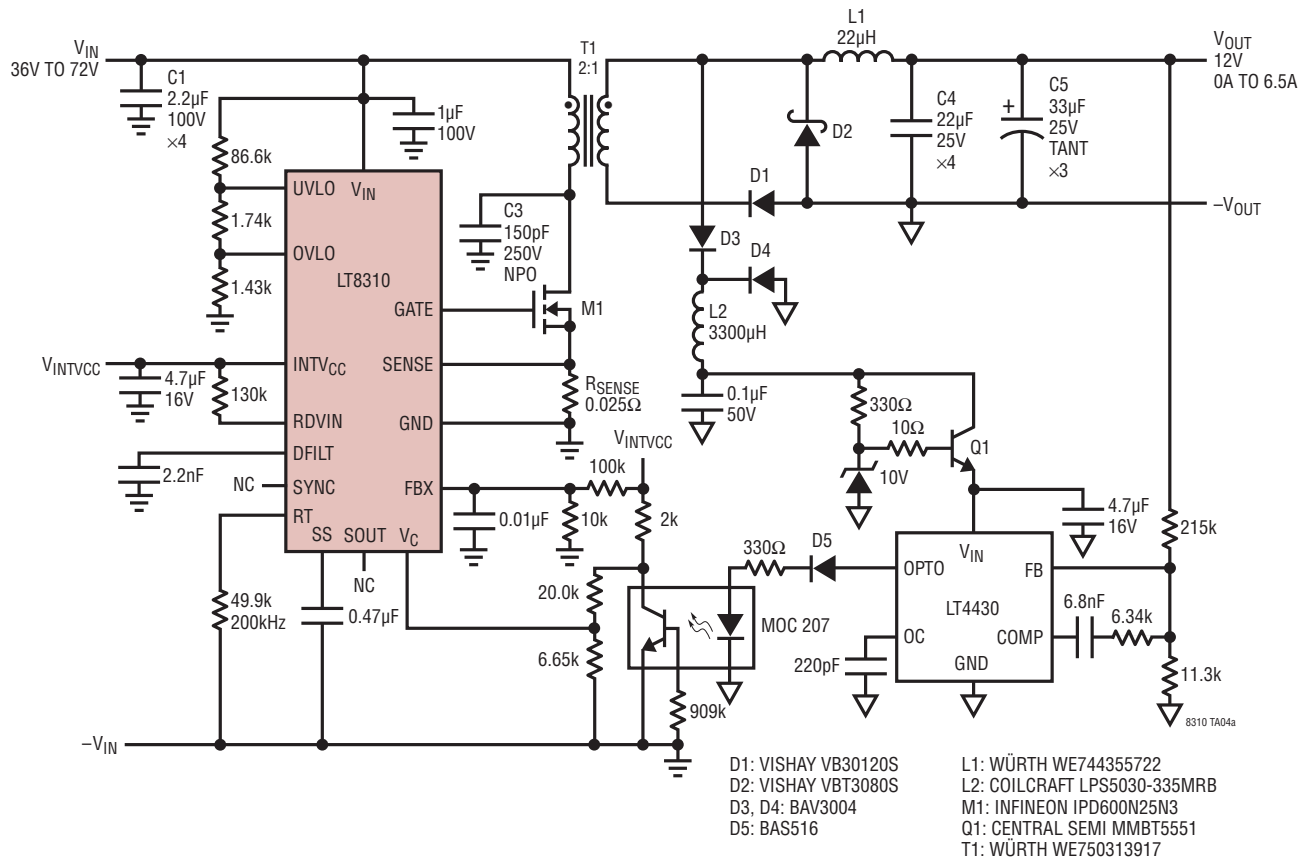 VIN
36V TO 72V
C1
2.2µF
100V
×4
1µF
100V
T1
2:1
L1
22µH
VOUT
12V
0A TO 6.5A
C4
22µF
25V
×4
+
C5
33µF
25V
TANT
×3
D2
D1
–VOUT
86.6k
1.74k
1.43k
UVLO
VIN
OVLO
LT8310
GATE
INTVCC
SENSE
RDVIN
GND
DFILT
SYNC
FBX
RT
SS
SOUT
VC
C3
150pF
250V
NPO
M1
D3
D4
L2
3300µH
VINTVCC
4.7µF
16V
130k
RSENSE
0.025Ω
0.1µF
50V
330Ω
10Ω
Q1
10V
2.2nF
NC
NC
VINTVCC
100k
0.01µF
10k
2k
4.7µF
16V
215k
49.9k
200kHz
0.47µF
20.0k
6.65k
MOC 207
909k
330Ω
D5
VIN
OPTO
FB
LT4430
OC
COMP
GND
220pF
6.8nF
6.34k
11.3k
8310 TA04a
–VIN
D1: VISHAY VB30120S
D2: VISHAY VBT3080S
D3, D4: BAV3004
D5: BAS516
L1: WÜRTH WE744355722
L2: COILCRAFT LPS5030-335MRB
M1: INFINEON IPD600N25N3
Q1: CENTRAL SEMI MMBT5551
T1: WÜRTH WE750313917